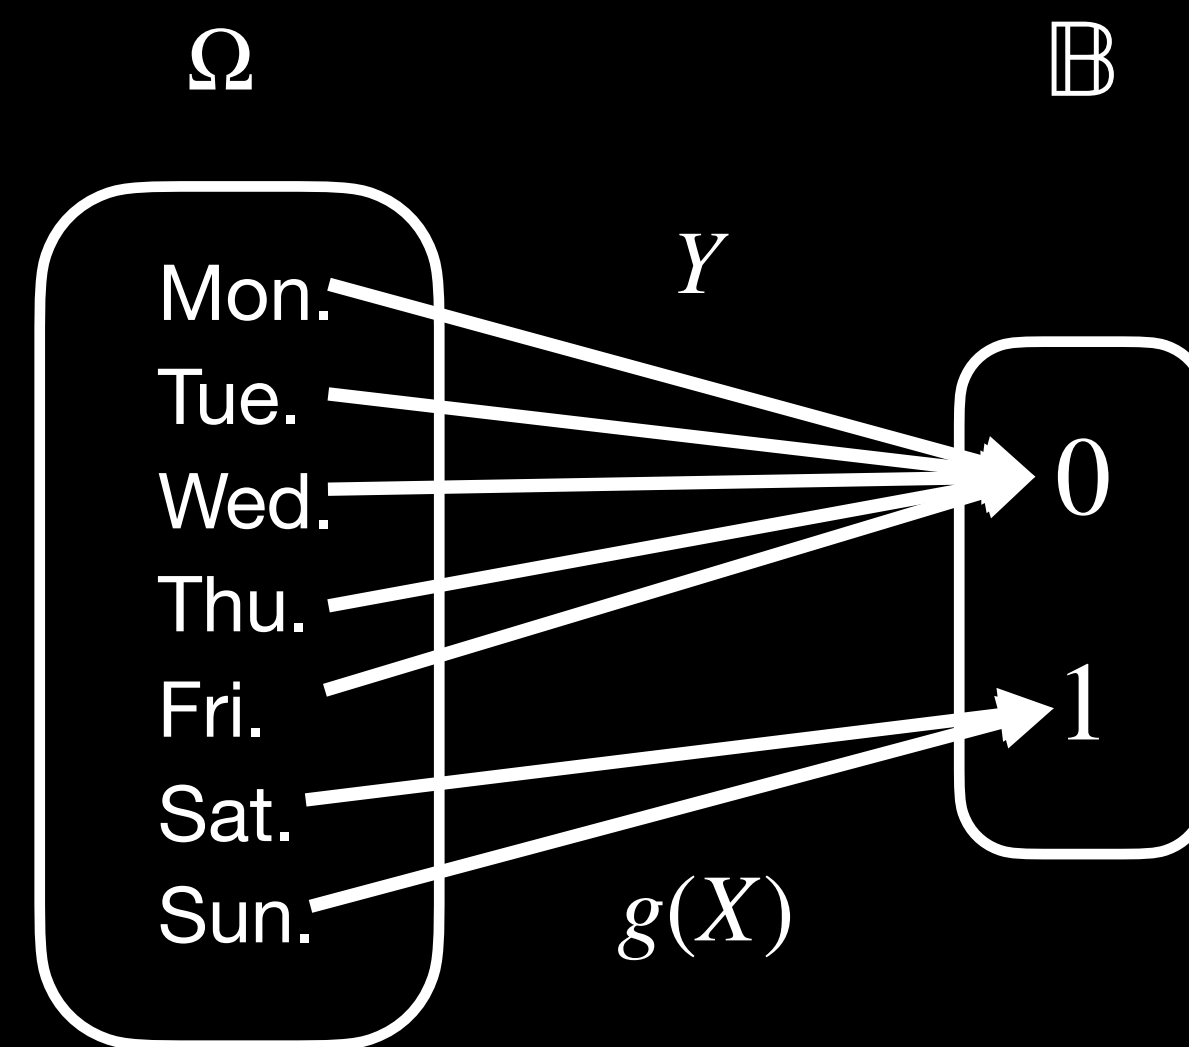 Ω 𝔹
Y
Mon.
Tue.
Wed.
Thu.
Fri.
Sat.
Sun.
0
1
g(X)